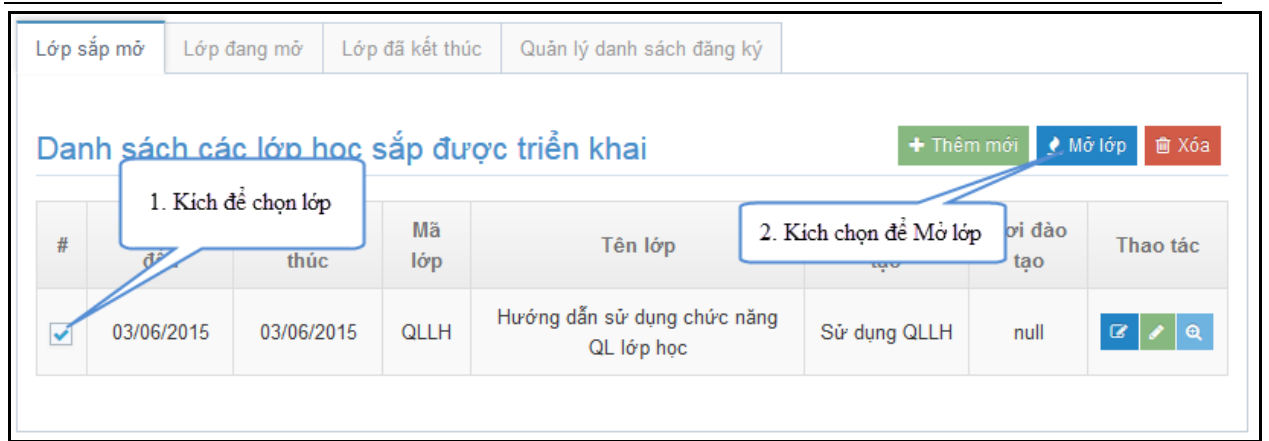 Lớp sắp mở Lớp đang mở Lớp đã kết thúc Quản lý danh sách đăng ký
Danh sách các lớp học sắp được triển khai
Thêm mới Mở lớp Xóa
1. Kích để chọn lớp
2. Kích chọn để Mở lớp
# thúc Mã lớp Tên lớp tạo Thao tác
03/06/2015 03/06/2015 QLLH Hướng dẫn sử dụng chức năng Sử dụng QLLH null
QL lớp học